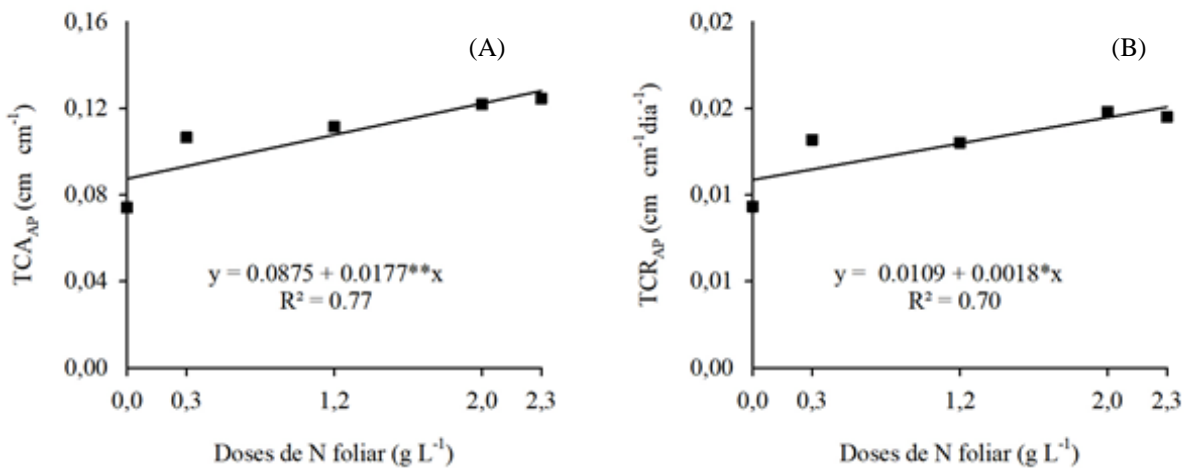 0,16
0,12
0,08
0,04
0,00
TCA_AP (cm cm⁻¹)
(A)
y = 0.0875 + 0.0177**x
R² = 0.77
0,0 0,3 1,2 2,0 2,3
Doses de N foliar (g L⁻¹)
0,02
0,02
0,01
0,01
0,00
TCR_AP (cm cm⁻¹dia⁻¹)
(B)
y = 0.0109 + 0.0018*x
R² = 0.70
0,0 0,3 1,2 2,0 2,3
Doses de N foliar (g L⁻¹)